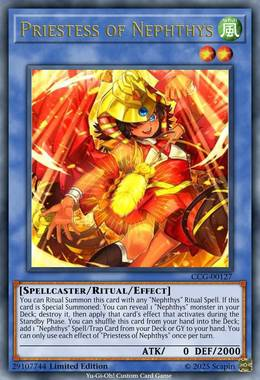 PRIESTESS OF NEPHTHYS
風
CCG-00127
[SPELLCASTER/RITUAL/EFFECT]
You can Ritual Summon this card with any "Nephthys" Ritual Spell. If this
card is Special Summoned: You can reveal 1 "Nephthys" monster in your
Deck; destroy it, then apply that card's effect that activates during the
Standby Phase. You can shuffle this card from your hand into the Deck;
add 1 "Nephthys" Spell/Trap Card from your Deck or GY to your hand. You
can only use each effect of "Priestess of Nephthys" once per turn.
ATK/ 0 DEF/2000
29107744 Limited Edition © 2025 Scapin
Yu-Gi-Oh! Custom Card Game